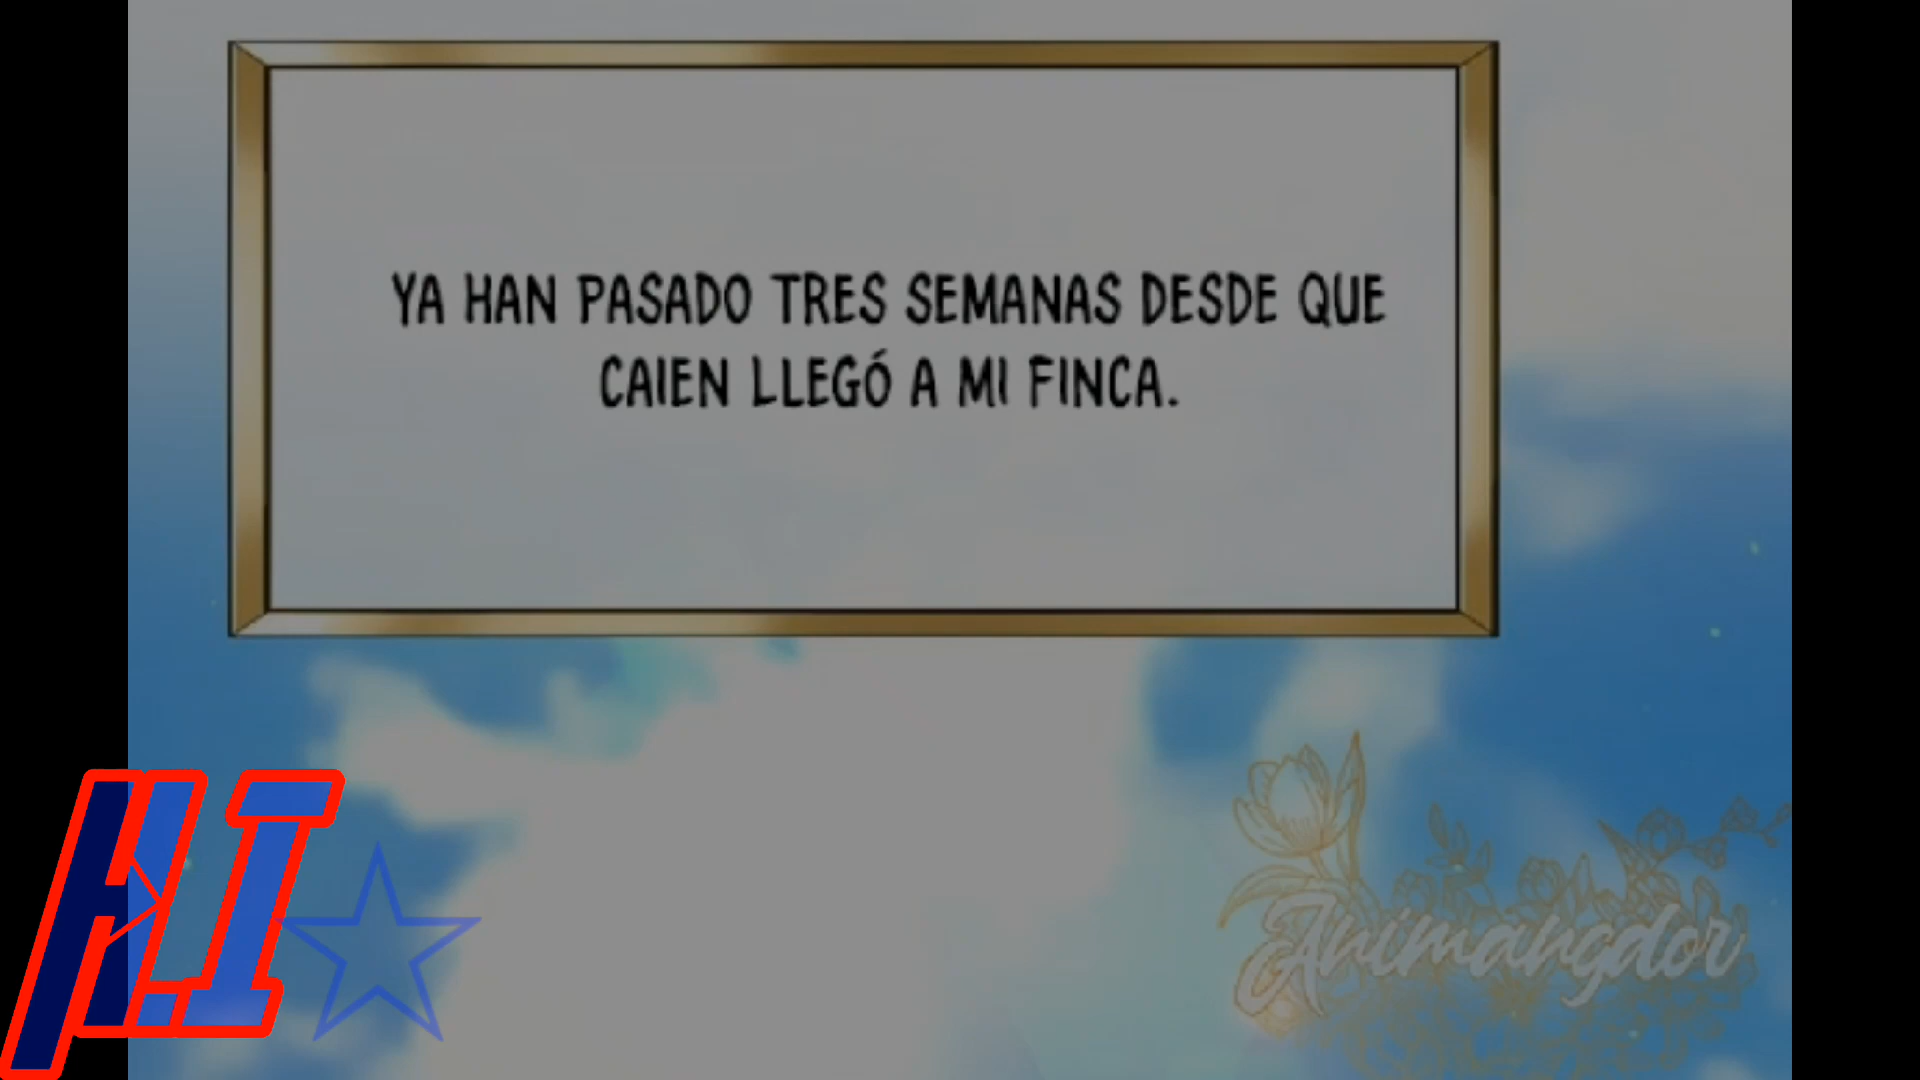 YA HAN PASADO TRES SEMANAS DESDE QUE
CAIEN LLEGÓ A MI FINCA.
H.I
Animangdor